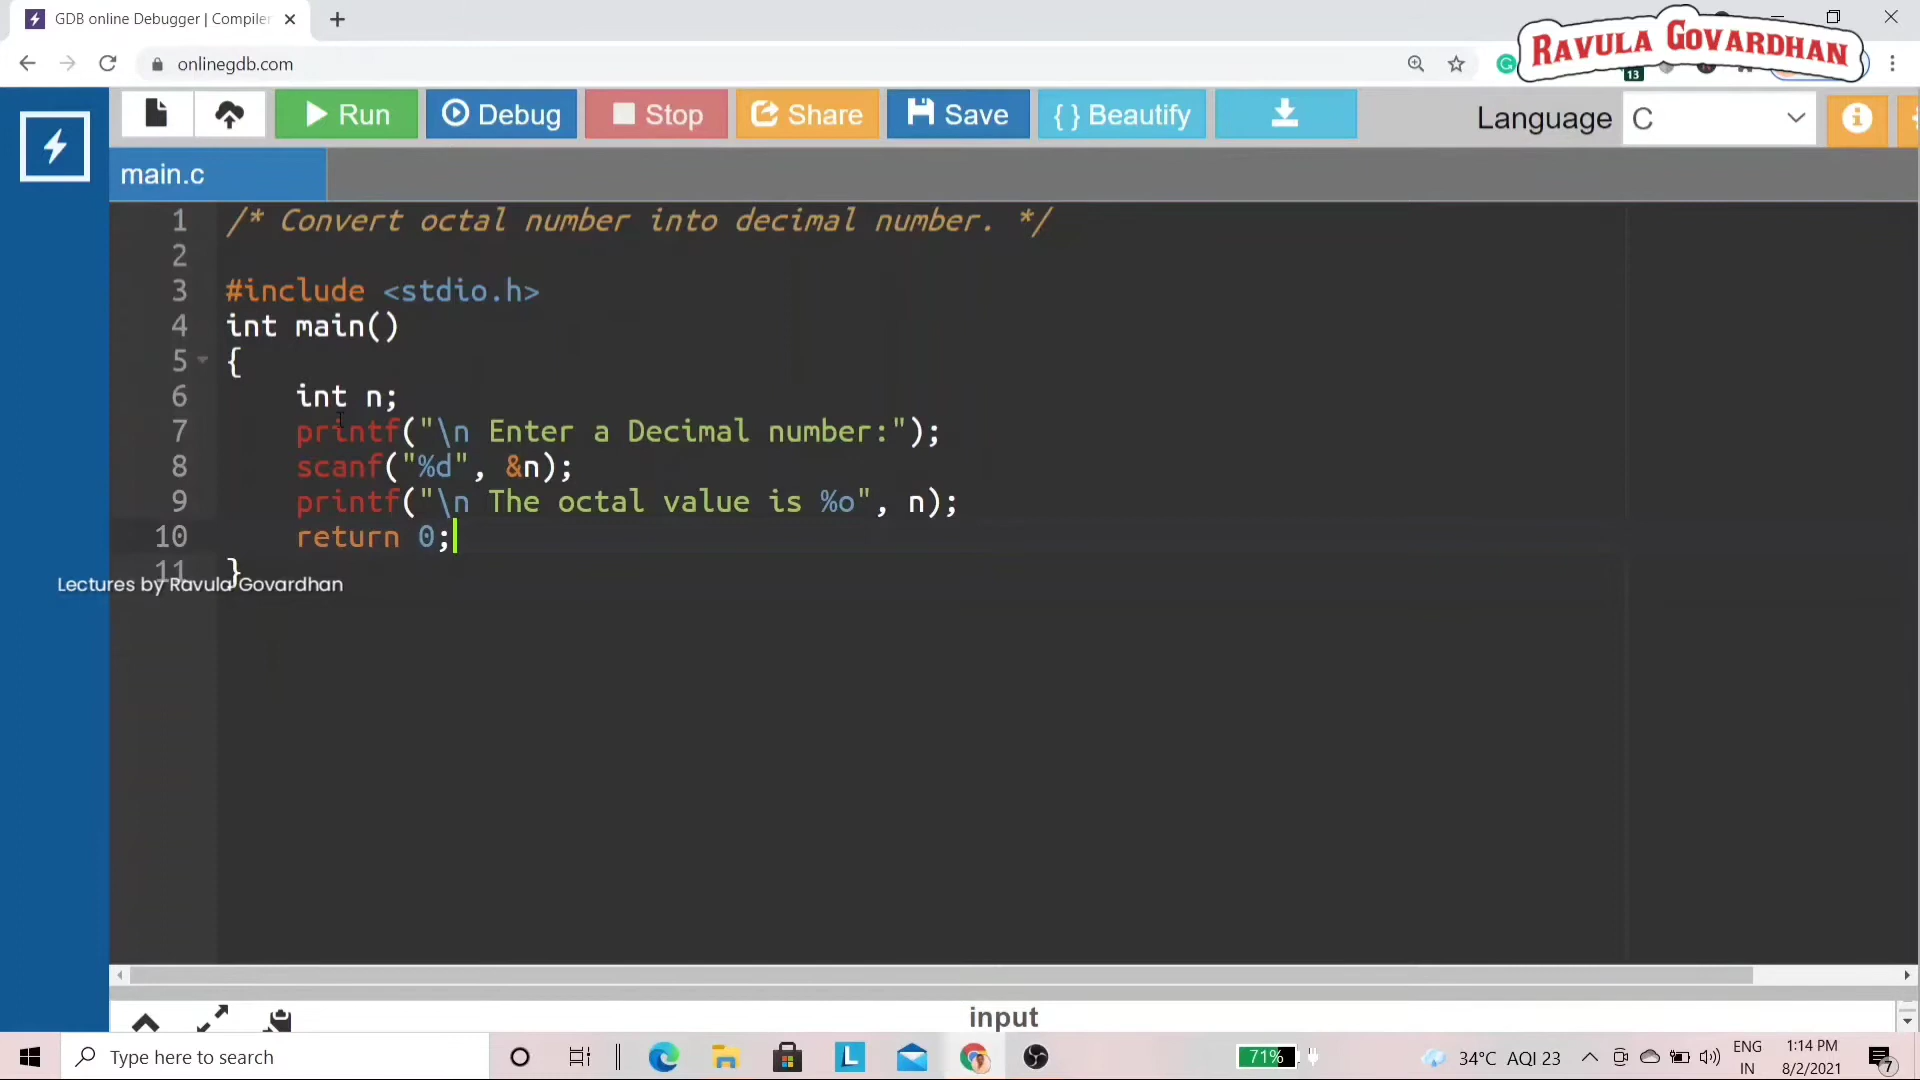 GDB online Debugger | Compiler
onlinegdb.com
RAVULA GOVARDHAN
13
Run
Debug
Stop
Share
Save
{ } Beautify
Language
C
main.c
1 /* Convert octal number into decimal number. */
2
3 #include <stdio.h>
4 int main()
5 {
6 int n;
7 printf("\n Enter a Decimal number:");
8 scanf("%d", &n);
9 printf("\n The octal value is %o", n);
10 return 0;
11 }
Lectures by Ravula Govardhan
input
Type here to search
L
71%
34°C AQI 23
ENG
IN
1:14 PM
8/2/2021
7